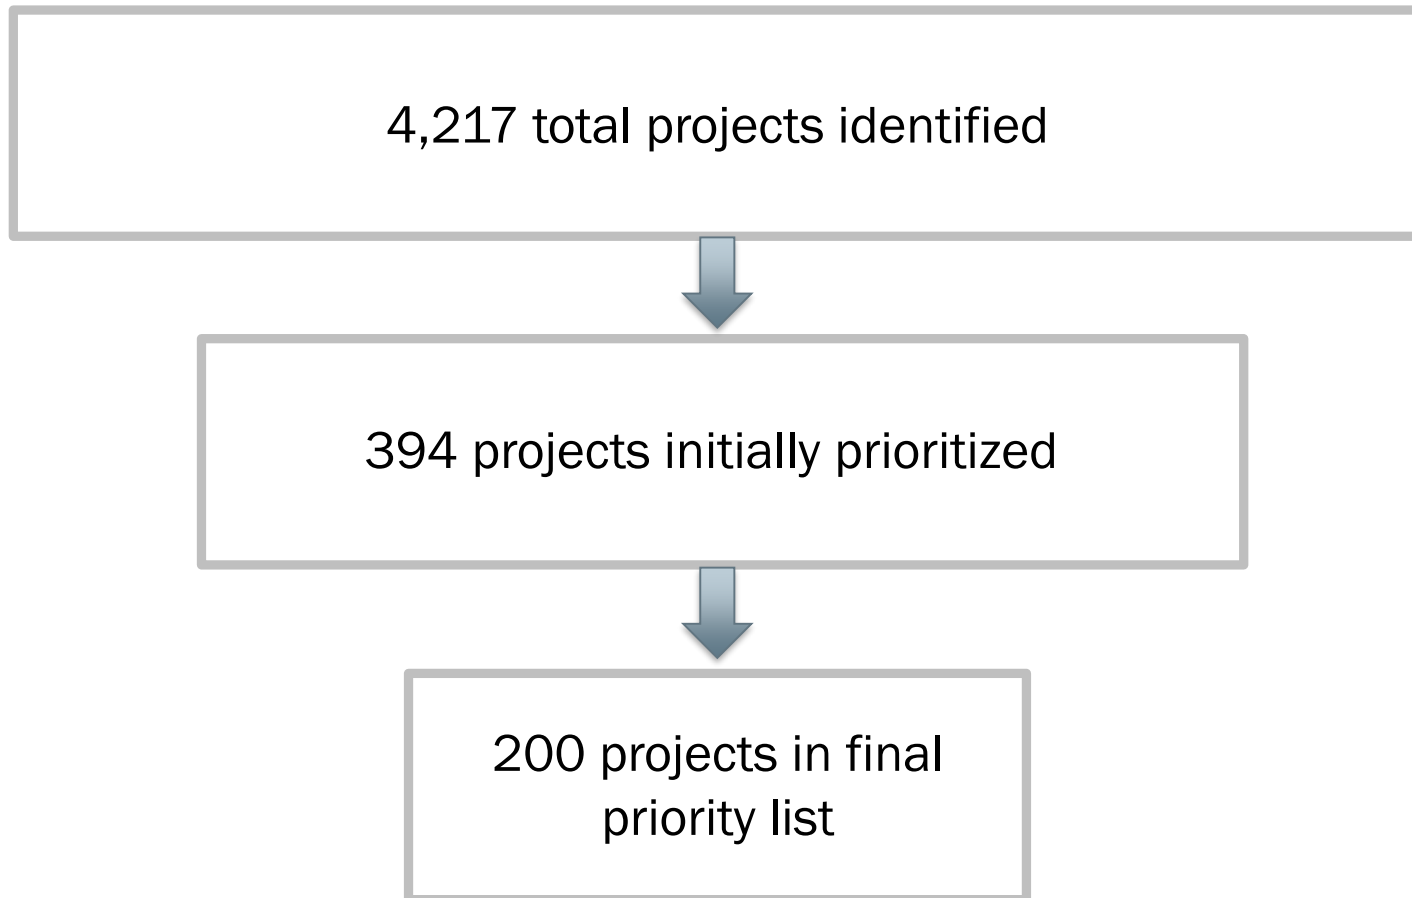 4,217 total projects identified
394 projects initially prioritized
200 projects in final
priority list